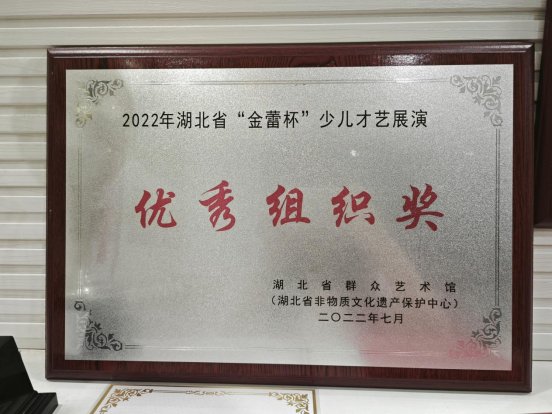 2022年湖北省“金蕾杯”少儿才艺展演
优秀组织奖
湖北省群众艺术馆
（湖北省非物质文化遗产保护中心）
二〇二二年七月